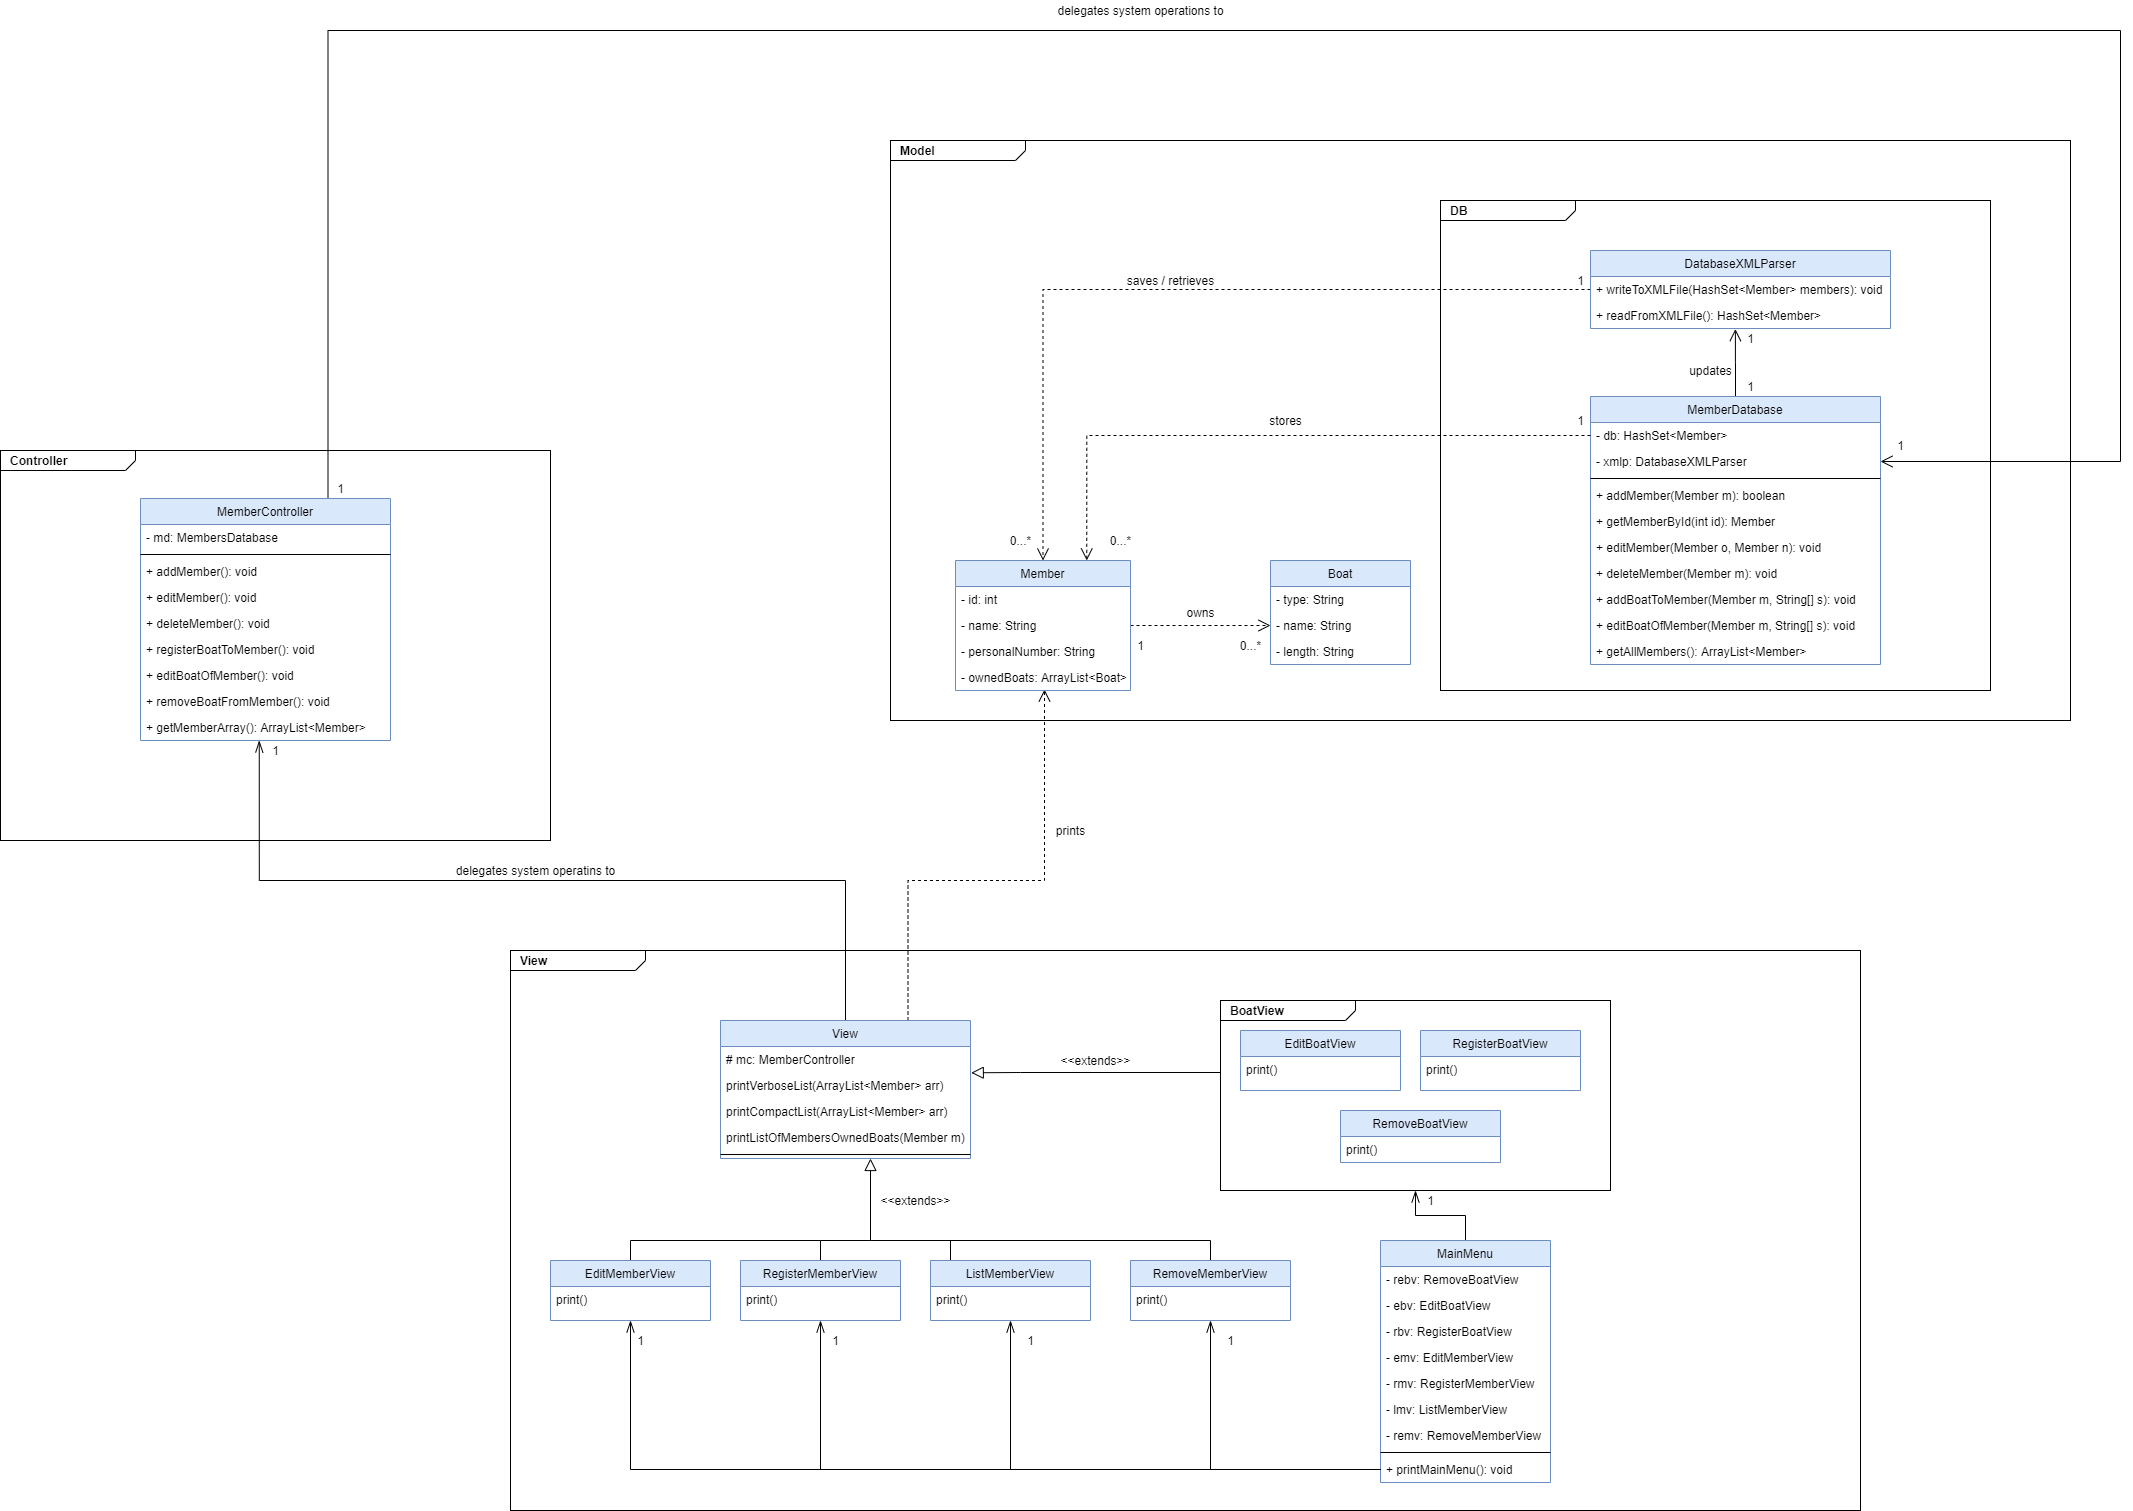 delegates system operations to
Model
DB
DatabaseXMLParser
+ writeToXMLFile(HashSet<Member> members): void
+ readFromXMLFile(): HashSet<Member>
saves / retrieves
1
1
updates
1
MemberDatabase
- db: HashSet<Member>
- xmlp: DatabaseXMLParser
+ addMember(Member m): boolean
+ getMemberById(int id): Member
+ editMember(Member o, Member n): void
+ deleteMember(Member m): void
+ addBoatToMember(Member m, String[] s): void
+ editBoatOfMember(Member m, String[] s): void
+ getAllMembers(): ArrayList<Member>
stores
1
1
Controller
1
MemberController
- md: MembersDatabase
+ addMember(): void
+ editMember(): void
+ deleteMember(): void
+ registerBoatToMember(): void
+ editBoatOfMember(): void
+ removeBoatFromMember(): void
+ getMemberArray(): ArrayList<Member>
1
0...*
0...*
Member
- id: int
- name: String
- personalNumber: String
- ownedBoats: ArrayList<Boat>
owns
1
0...*
Boat
- type: String
- name: String
- length: String
prints
delegates system operatins to
View
View
# mc: MemberController
printVerboseList(ArrayList<Member> arr)
printCompactList(ArrayList<Member> arr)
printListOfMembersOwnedBoats(Member m)
<<extends>>
BoatView
EditBoatView
print()
RegisterBoatView
print()
RemoveBoatView
print()
<<extends>>
1
EditMemberView
print()
RegisterMemberView
print()
ListMemberView
print()
RemoveMemberView
print()
1
1
1
1
MainMenu
- rebv: RemoveBoatView
- ebv: EditBoatView
- rbv: RegisterBoatView
- emv: EditMemberView
- rmv: RegisterMemberView
- lmv: ListMemberView
- remv: RemoveMemberView
+ printMainMenu(): void